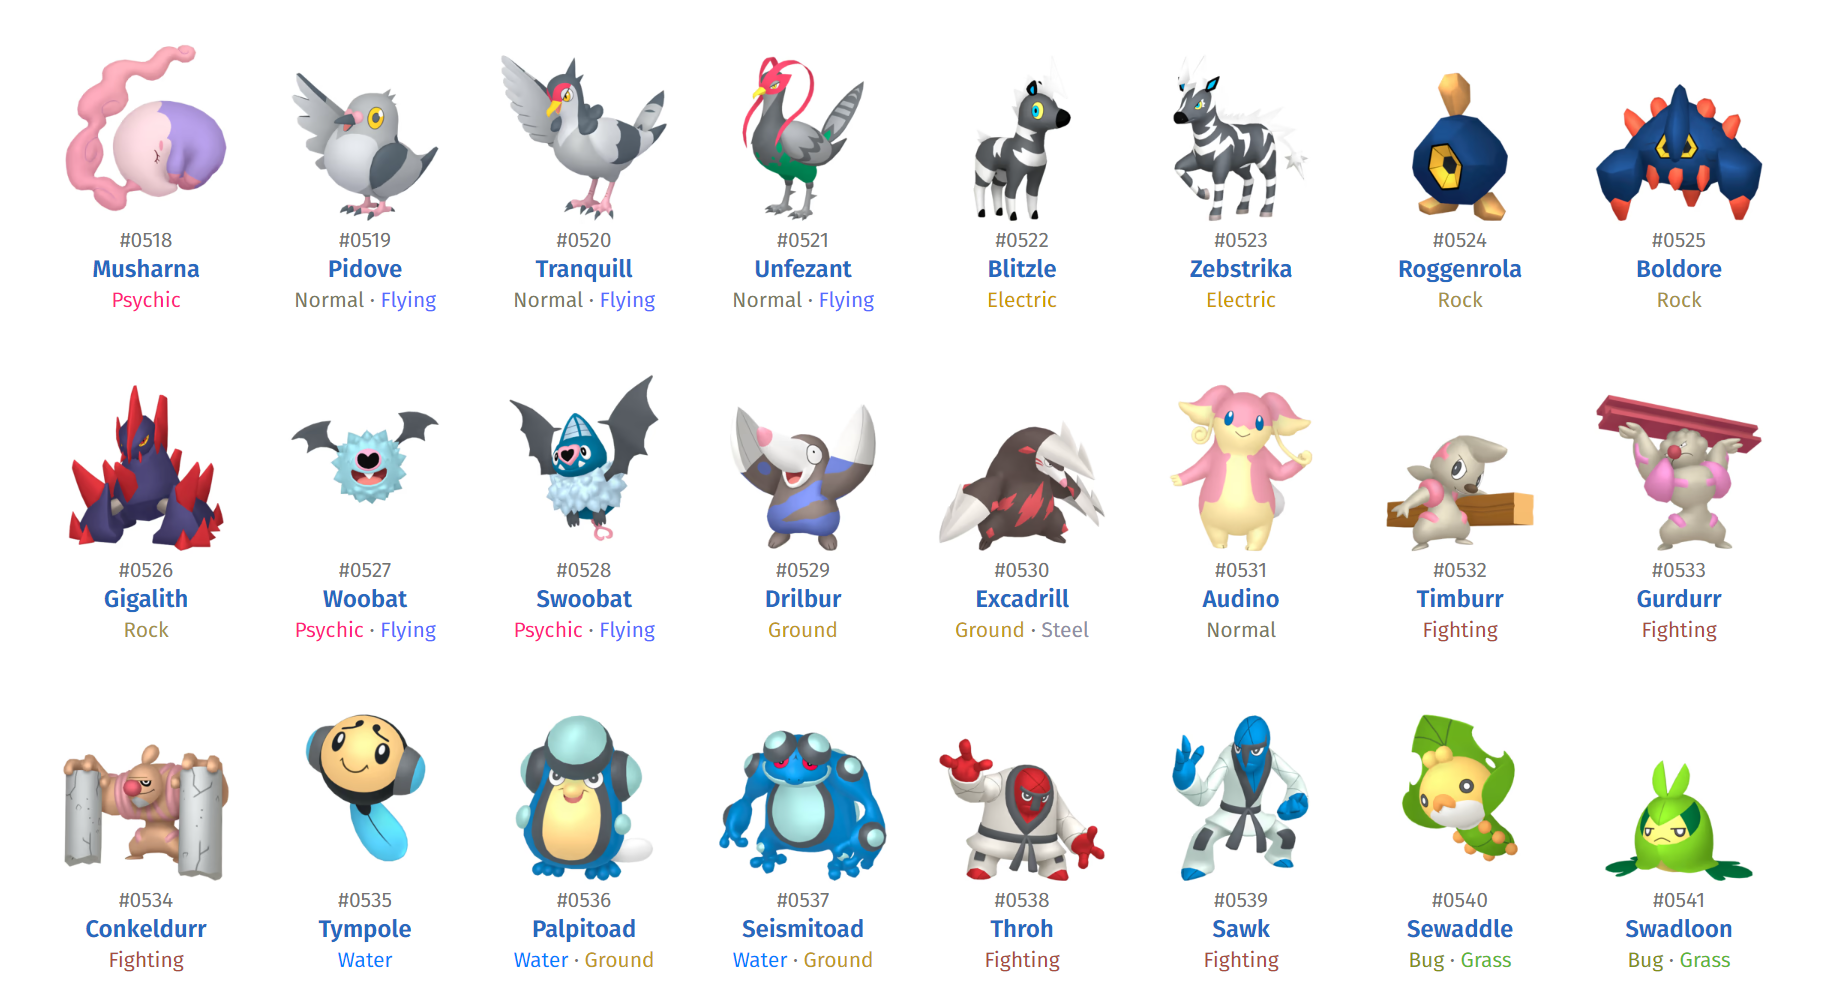 #0518 #0519 #0520 #0521 #0522 #0523 #0524 #0525
Musharna Pidove Tranquill Unfezant Blitzle Zebstrika Roggenrola Boldore
Psychic Normal · Flying Normal · Flying Normal · Flying Electric Electric Rock Rock
#0526 #0527 #0528 #0529 #0530 #0531 #0532 #0533
Gigalith Woobat Swoobat Drilbur Excadrill Audino Timburr Gurdurr
Rock Psychic · Flying Psychic · Flying Ground Ground · Steel Normal Fighting Fighting
#0534 #0535 #0536 #0537 #0538 #0539 #0540 #0541
Conkeldurr Tympole Palpitoad Seismitoad Throh Sawk Sewaddle Swadloon
Fighting Water Water · Ground Water · Ground Fighting Fighting Bug · Grass Bug · Grass